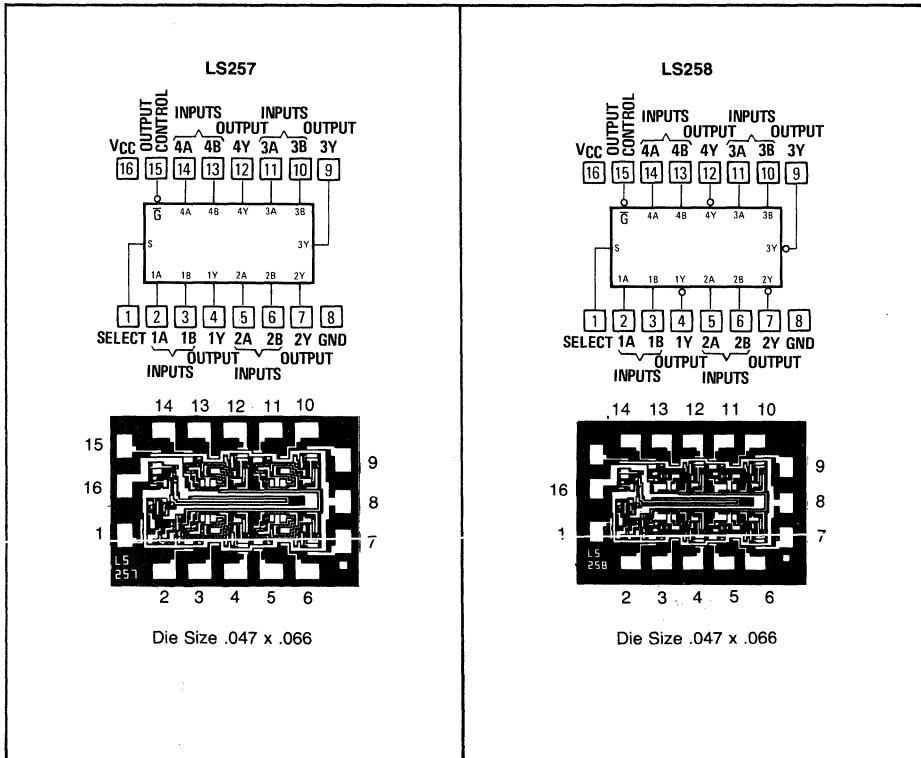 LS257
OUTPUT CONTROL
INPUTS INPUTS
OUTPUT OUTPUT
VCC 4A 4B 4Y 3A 3B 3Y
16 15 14 13 12 11 10 9
G̅ 4A 4B 4Y 3A 3B
S 3Y
1A 1B 1Y 2A 2B 2Y
1 2 3 4 5 6 7 8
SELECT 1A 1B 1Y 2A 2B 2Y GND
OUTPUT OUTPUT
INPUTS INPUTS
14 13 12 11 10
15
9
16
8
1
7
LS
257
2 3 4 5 6
Die Size .047 x .066
LS258
OUTPUT CONTROL
INPUTS INPUTS
OUTPUT OUTPUT
VCC 4A 4B 4Y 3A 3B 3Y
16 15 14 13 12 11 10 9
G̅ 4A 4B 4Y 3A 3B
S 3Y
1A 1B 1Y 2A 2B 2Y
1 2 3 4 5 6 7 8
SELECT 1A 1B 1Y 2A 2B 2Y GND
OUTPUT OUTPUT
INPUTS INPUTS
14 13 12 11 10
15
9
16
8
1
7
LS
258
2 3 4 5 6
Die Size .047 x .066